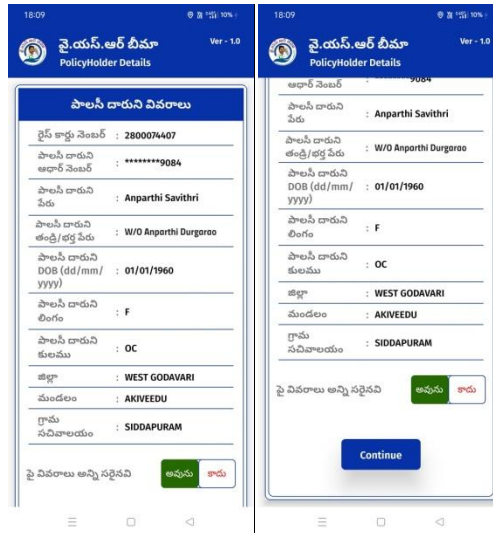 18:09
10%
వై.యస్.ఆర్ బీమా
Ver - 1.0
PolicyHolder Details
పాలసీ దారుని వివరాలు
రైస్ కార్డు నెంబర్ : 2800074407
పాలసీ దారుని
ఆధార్ నెంబర్ : ********9084
పాలసీ దారుని
పేరు : Anparthi Savithri
పాలసీ దారుని
తండ్రి/భర్త పేరు : W/O Anparthi Durgarao
పాలసీ దారుని
DOB (dd/mm/ : 01/01/1960
yyyy)
పాలసీ దారుని
లింగం : F
పాలసీ దారుని
కులము : OC
జిల్లా : WEST GODAVARI
మండలం : AKIVEEDU
గ్రామ
సచివాలయం : SIDDAPURAM
పై వివరాలు అన్ని సరైనవి అవును కాదు
18:09
10%
వై.యస్.ఆర్ బీమా
Ver - 1.0
PolicyHolder Details
ఆధార్ నెంబర్ : ********9084
పాలసీ దారుని
పేరు : Anparthi Savithri
పాలసీ దారుని
తండ్రి/భర్త పేరు : W/O Anparthi Durgarao
పాలసీ దారుని
DOB (dd/mm/ : 01/01/1960
yyyy)
పాలసీ దారుని
లింగం : F
పాలసీ దారుని
కులము : OC
జిల్లా : WEST GODAVARI
మండలం : AKIVEEDU
గ్రామ
సచివాలయం : SIDDAPURAM
పై వివరాలు అన్ని సరైనవి అవును కాదు
Continue